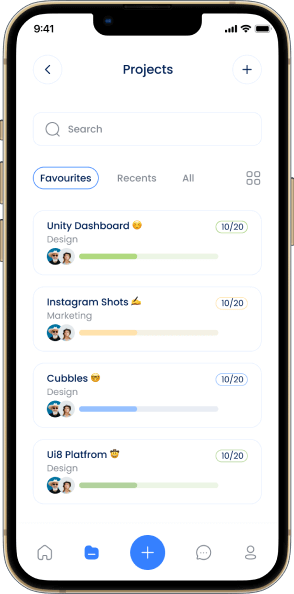 9:41
Projects
Search
Favourites Recents All
Unity Dashboard 😊 10/20
Design
Instagram Shots ✍️ 10/20
Marketing
Cubbles 🤓 10/20
Design
Ui8 Platfrom 🤠 10/20
Design